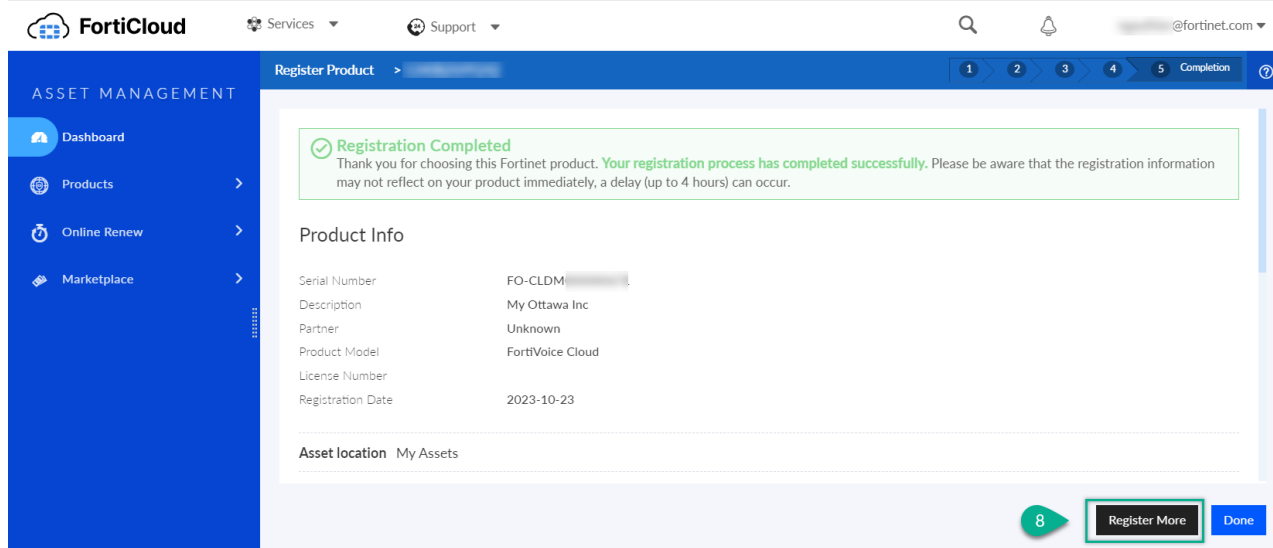 FortiCloud Services Support @fortinet.com
ASSET MANAGEMENT
Dashboard
Products
Online Renew
Marketplace
Register Product > 1 2 3 4 5 Completion
Registration Completed
Thank you for choosing this Fortinet product. Your registration process has completed successfully. Please be aware that the registration information
may not reflect on your product immediately, a delay (up to 4 hours) can occur.
Product Info
Serial Number FO-CLDM
Description My Ottawa Inc
Partner Unknown
Product Model FortiVoice Cloud
License Number
Registration Date 2023-10-23
Asset location My Assets
8 Register More Done